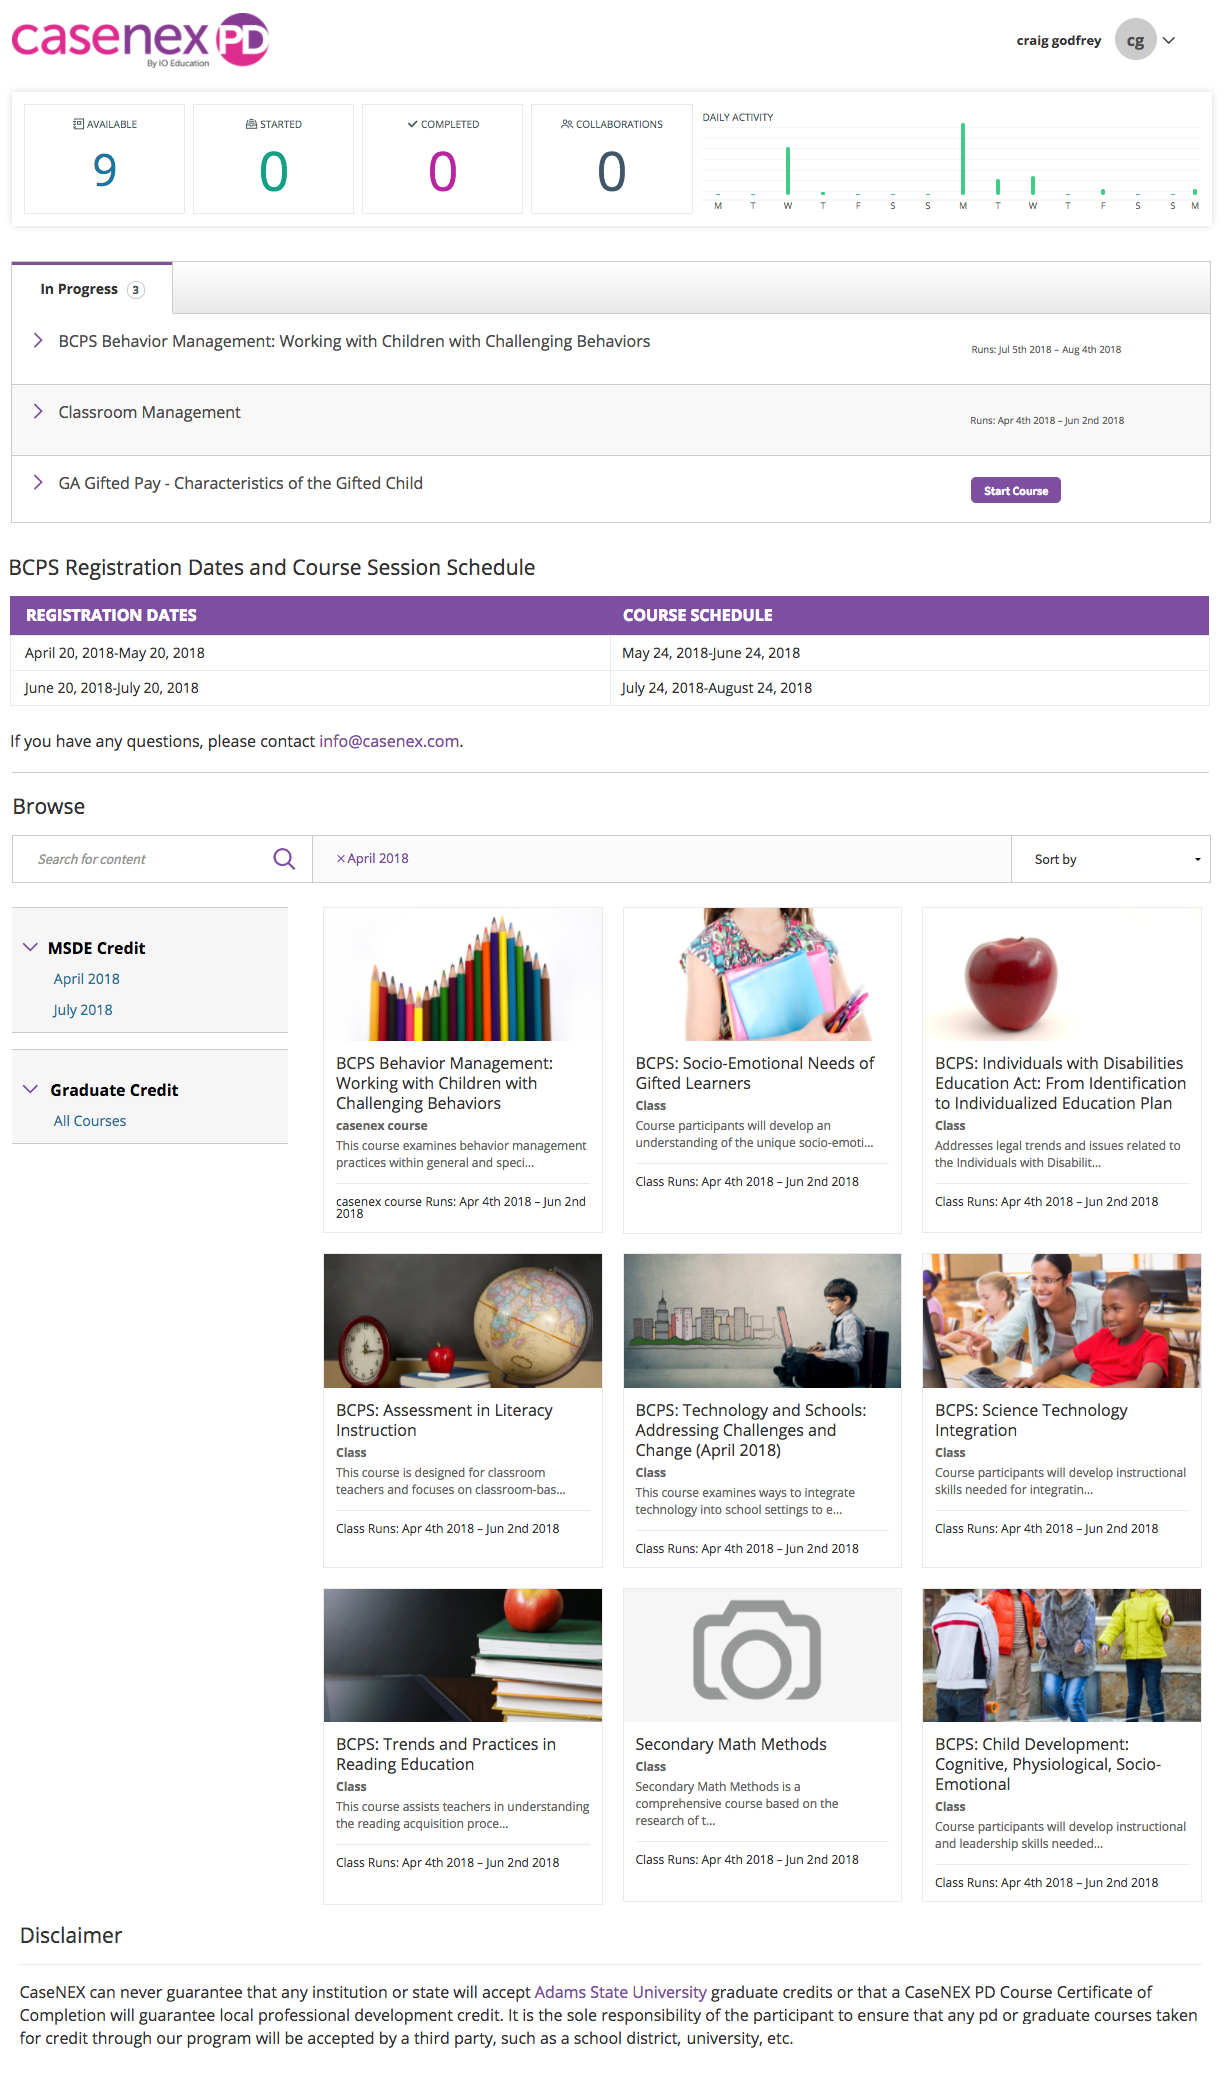 casenex PD
By IO Education
craig godfrey
cg
AVAILABLE
9
STARTED
0
COMPLETED
0
COLLABORATIONS
0
DAILY ACTIVITY
M T W T F S S M T W T F S S M
In Progress 3
BCPS Behavior Management: Working with Children with Challenging Behaviors
Runs: Jul 5th 2018 – Aug 4th 2018
Classroom Management
Runs: Apr 4th 2018 – Jun 2nd 2018
GA Gifted Pay - Characteristics of the Gifted Child
Start Course
BCPS Registration Dates and Course Session Schedule
REGISTRATION DATES
COURSE SCHEDULE
April 20, 2018-May 20, 2018
May 24, 2018-June 24, 2018
June 20, 2018-July 20, 2018
July 24, 2018-August 24, 2018
If you have any questions, please contact info@casenex.com.
Browse
Search for content
×April 2018
Sort by
MSDE Credit
April 2018
July 2018
Graduate Credit
All Courses
BCPS Behavior Management:
Working with Children with
Challenging Behaviors
casenex course
This course examines behavior management
practices within general and speci...
casenex course Runs: Apr 4th 2018 – Jun 2nd
2018
BCPS: Socio-Emotional Needs of
Gifted Learners
Class
Course participants will develop an
understanding of the unique socio-emoti...
Class Runs: Apr 4th 2018 – Jun 2nd 2018
BCPS: Individuals with Disabilities
Education Act: From Identification
to Individualized Education Plan
Class
Addresses legal trends and issues related to
the Individuals with Disabilit...
Class Runs: Apr 4th 2018 – Jun 2nd 2018
BCPS: Assessment in Literacy
Instruction
Class
This course is designed for classroom
teachers and focuses on classroom-bas...
Class Runs: Apr 4th 2018 – Jun 2nd 2018
BCPS: Technology and Schools:
Addressing Challenges and
Change (April 2018)
Class
This course examines ways to integrate
technology into school settings to e...
Class Runs: Apr 4th 2018 – Jun 2nd 2018
BCPS: Science Technology
Integration
Class
Course participants will develop instructional
skills needed for integratin...
Class Runs: Apr 4th 2018 – Jun 2nd 2018
BCPS: Trends and Practices in
Reading Education
Class
This course assists teachers in understanding
the reading acquisition proce...
Class Runs: Apr 4th 2018 – Jun 2nd 2018
Secondary Math Methods
Class
Secondary Math Methods is a
comprehensive course based on the
research of t...
Class Runs: Apr 4th 2018 – Jun 2nd 2018
BCPS: Child Development:
Cognitive, Physiological, Socio-
Emotional
Class
Course participants will develop instructional
and leadership skills needed...
Class Runs: Apr 4th 2018 – Jun 2nd 2018
Disclaimer
CaseNEX can never guarantee that any institution or state will accept Adams State University graduate credits or that a CaseNEX PD Course Certificate of
Completion will guarantee local professional development credit. It is the sole responsibility of the participant to ensure that any pd or graduate courses taken
for credit through our program will be accepted by a third party, such as a school district, university, etc.